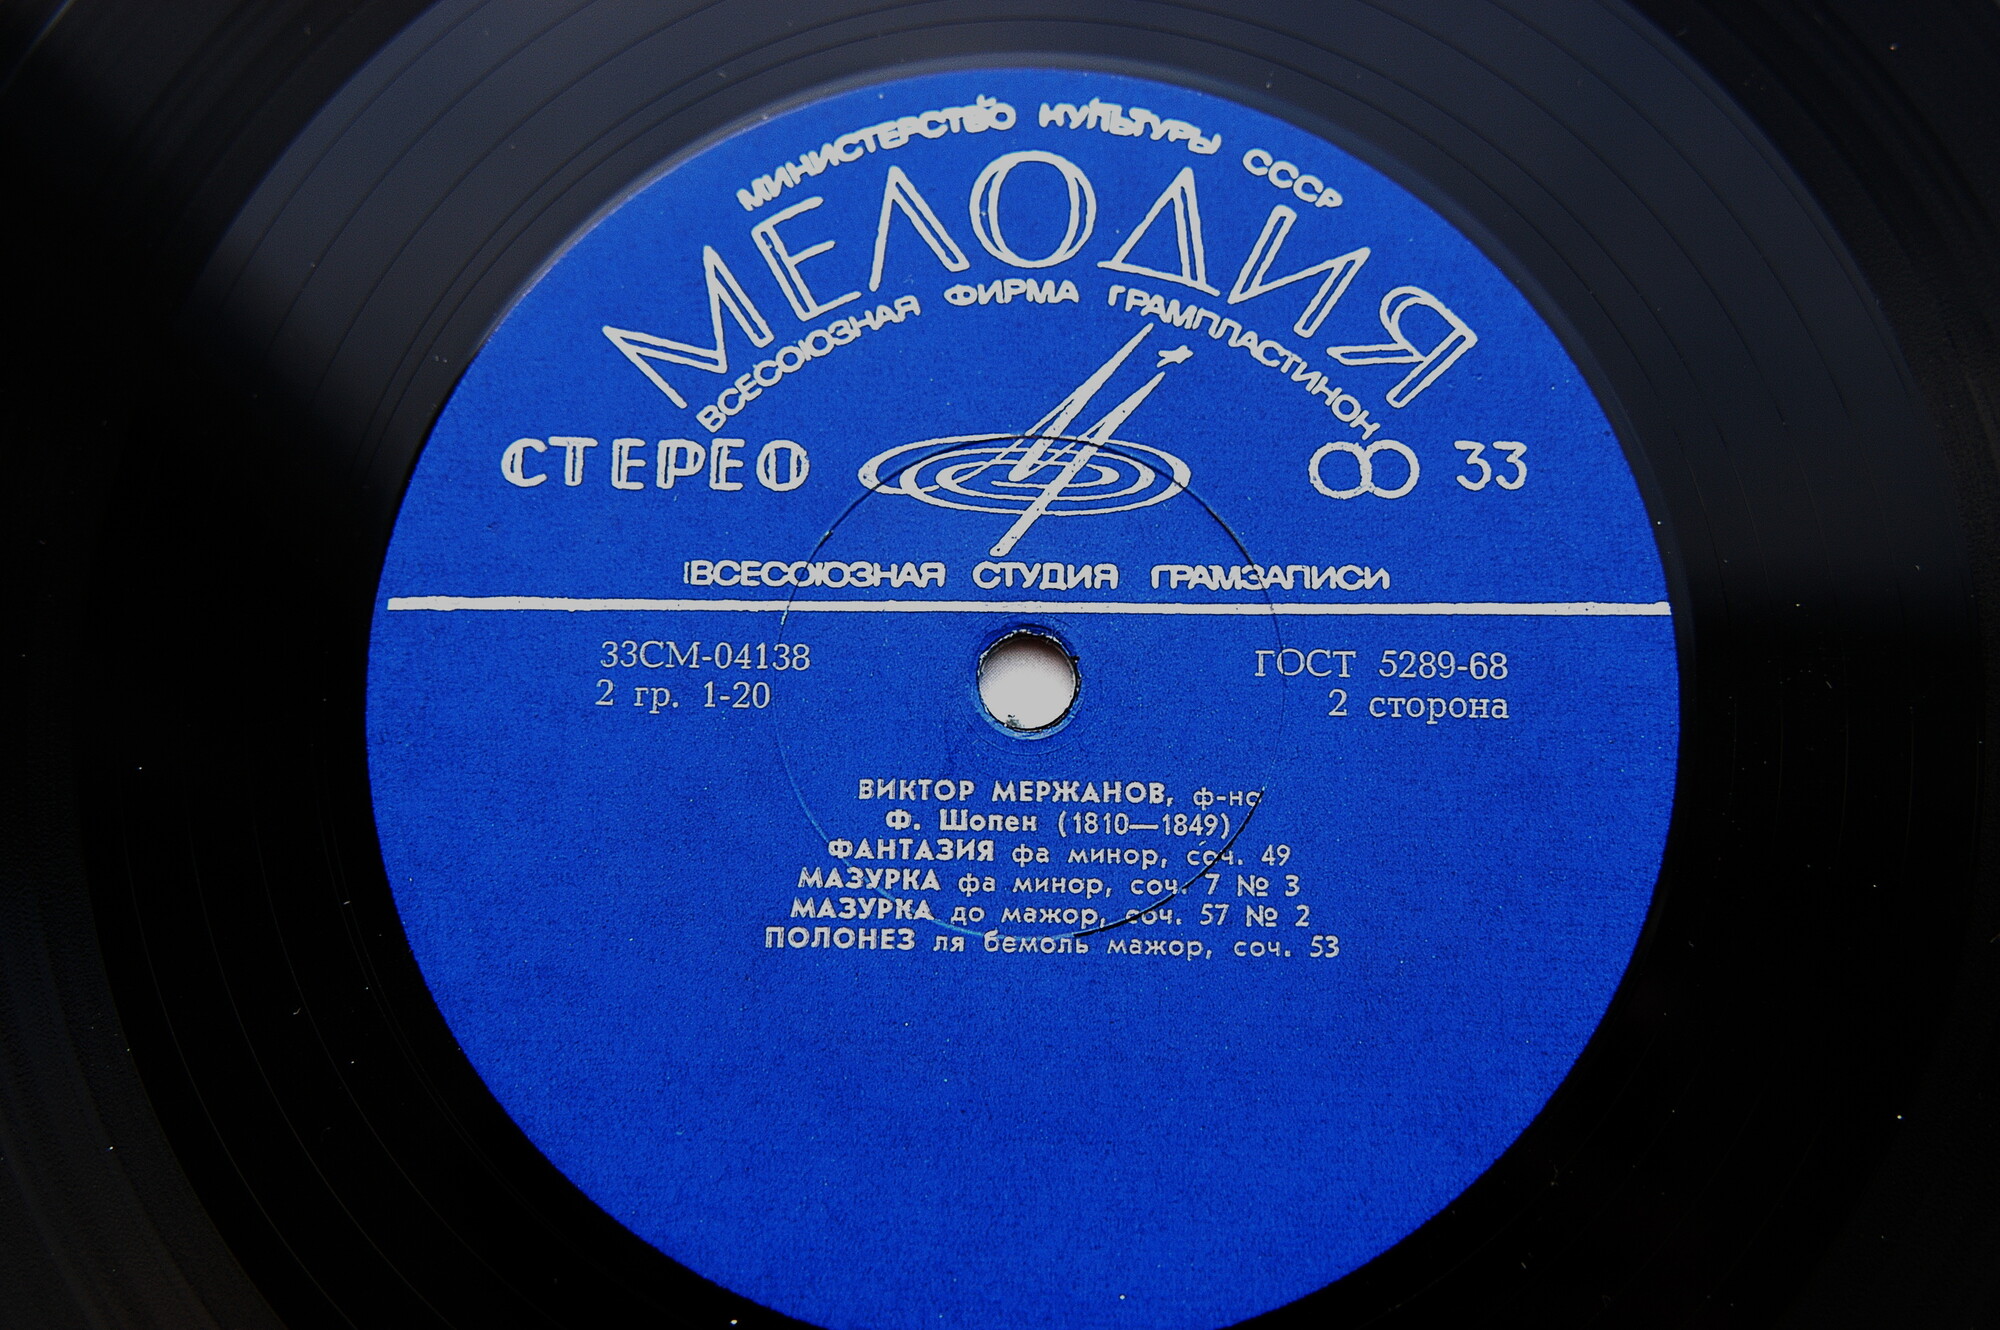 МИНИСТЕРСТВО КУЛЬТУРЫ СССР
МЕЛОДИЯ
ВСЕСОЮЗНАЯ ФИРМА ГРАМПЛАСТИНОК
СТЕРЕО
33
ВСЕСОЮЗНАЯ СТУДИЯ ГРАМЗАПИСИ
33СМ-04138
ГОСТ 5289-68
2 гр. 1-20
2 сторона
ВИКТОР МЕРЖАНОВ, ф-но
Ф. Шопен (1810—1849)
ФАНТАЗИЯ фа минор, соч. 49
МАЗУРКА фа минор, соч. 7 № 3
МАЗУРКА до мажор, соч. 57 № 2
ПОЛОНЕЗ ля бемоль мажор, соч. 53